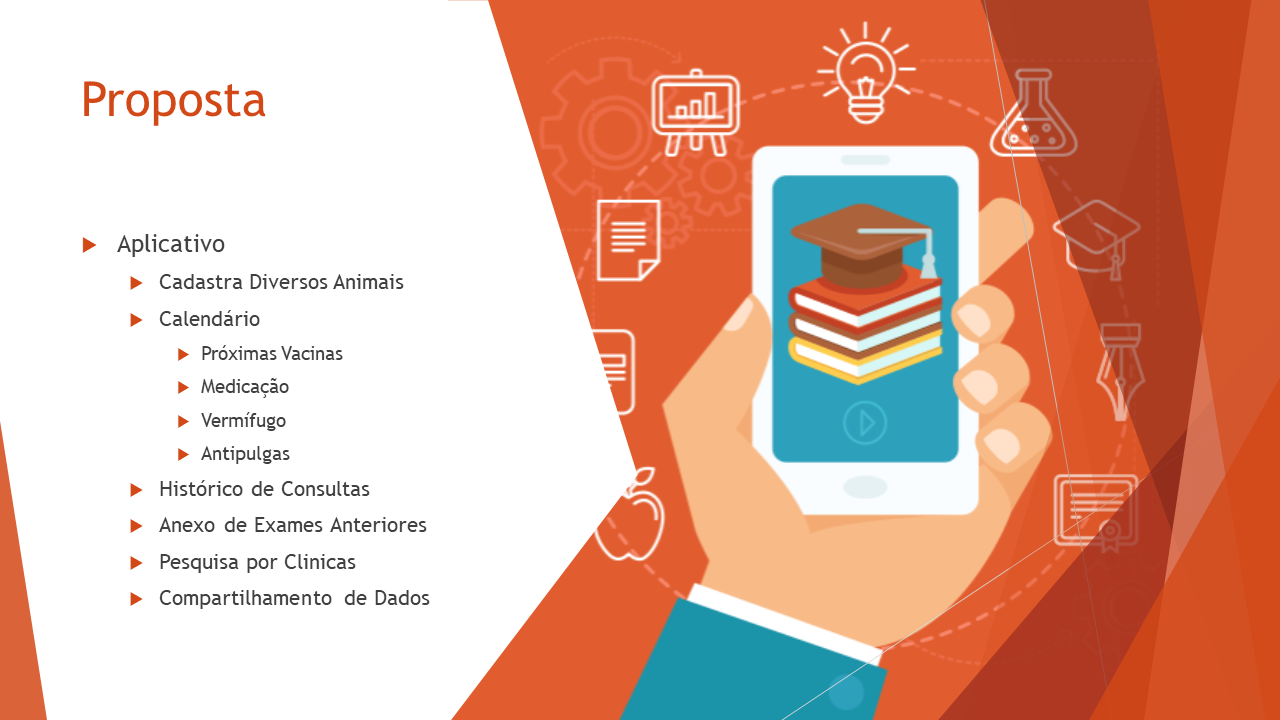 Proposta
Aplicativo
Cadastra Diversos Animais
Calendário
Próximas Vacinas
Medicação
Vermífugo
Antipulgas
Histórico de Consultas
Anexo de Exames Anteriores
Pesquisa por Clinicas
Compartilhamento de Dados